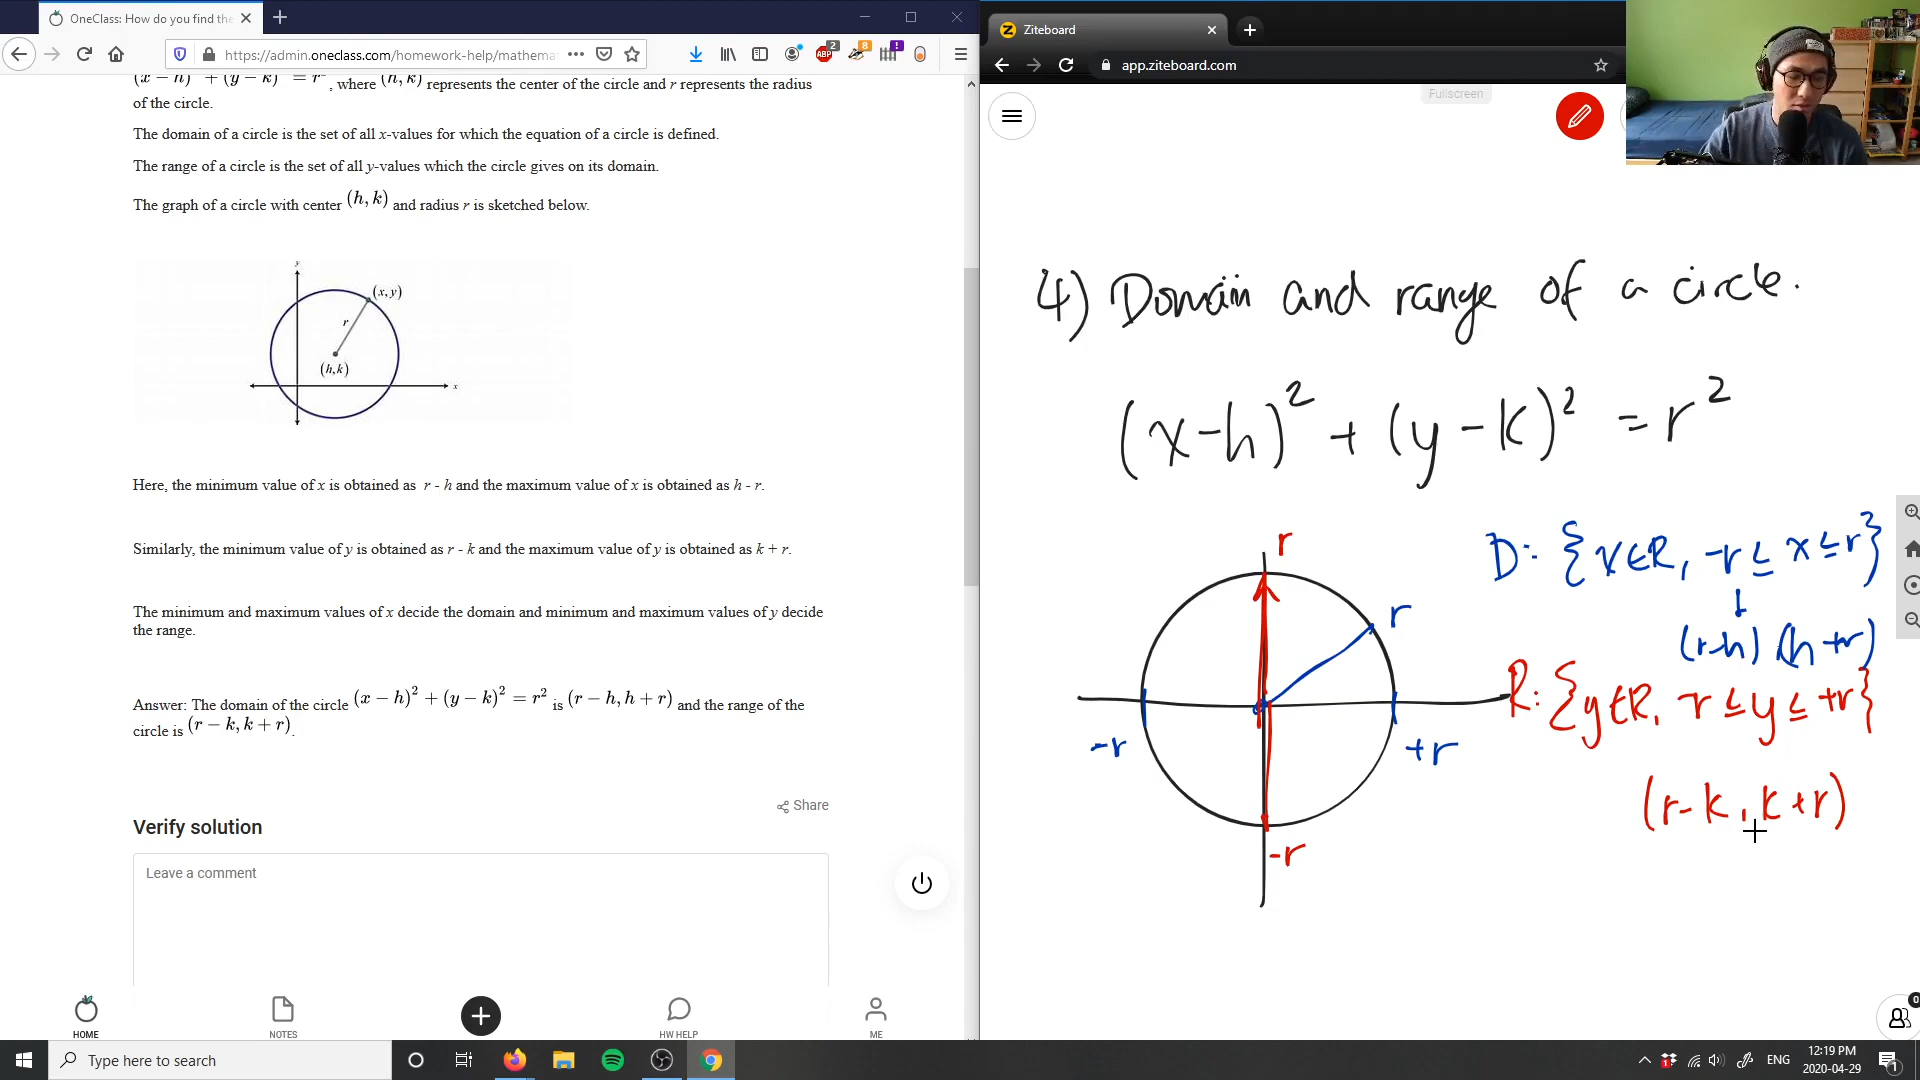 OneClass: How do you find the
Ziteboard
https://admin.oneclass.com/homework-help/mathema
2
8
!
app.ziteboard.com
Fullscreen
(x − h)² + (y − k)² = r², where (h, k) represents the center of the circle and r represents the radius
of the circle.
The domain of a circle is the set of all x-values for which the equation of a circle is defined.
The range of a circle is the set of all y-values which the circle gives on its domain.
The graph of a circle with center (h, k) and radius r is sketched below.
y
(x,y)
r
(h,k)
x
Here, the minimum value of x is obtained as r - h and the maximum value of x is obtained as h - r.
Similarly, the minimum value of y is obtained as r - k and the maximum value of y is obtained as k + r.
The minimum and maximum values of x decide the domain and minimum and maximum values of y decide
the range.
Answer: The domain of the circle (x − h)² + (y − k)² = r² is (r − h, h + r) and the range of the
circle is (r − k, k + r).
Share
Verify solution
Leave a comment
HOME
NOTES
HW HELP
ME
4) Domain and range of a circle.
(x-h)² + (y-k)² = r²
r
D: {x∈R, -r ≤ x ≤ r}
r
(r-h) (h+r)
R: {y∈R, r ≤ y ≤ +r}
-r
+r
(r-k, k+r)
-r
0
Type here to search
ENG
12:19 PM
2020-04-29
1